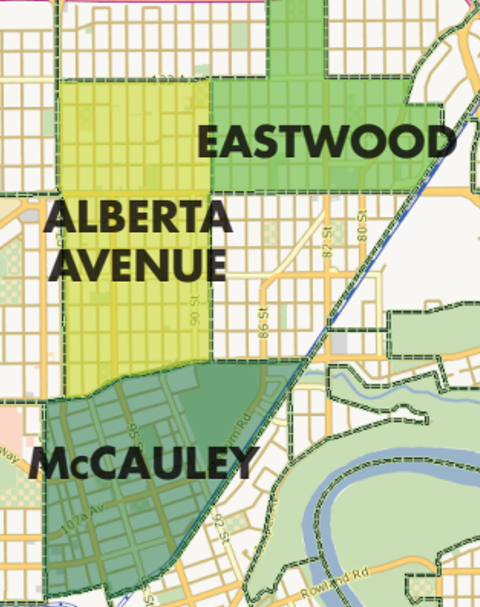 EASTWOOD
ALBERTA
AVENUE
82 St
80 St
90 St
86 St
McCAULEY
95
107a Av
92 St
Rowland Rd